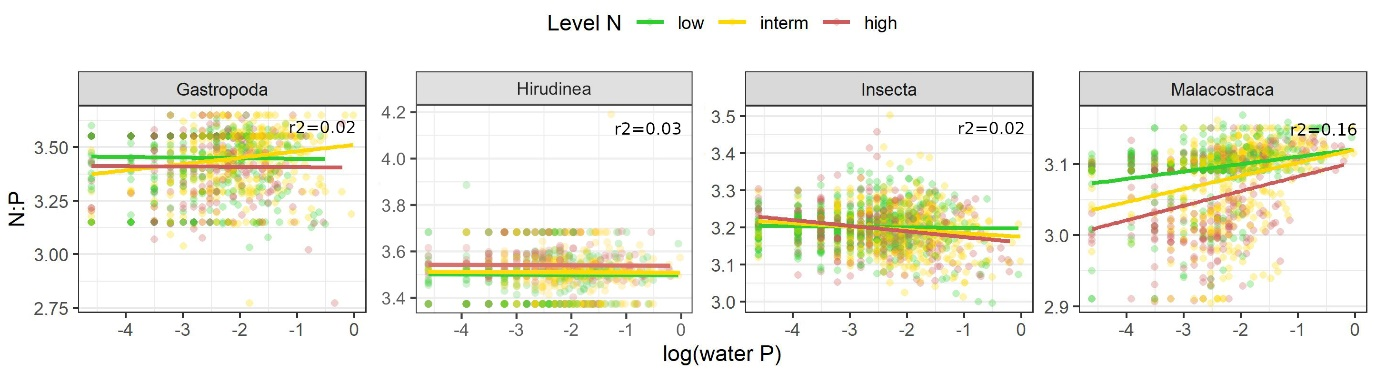 Level N low interm high
Gastropoda Hirudinea Insecta Malacostraca
N:P
3.50
3.25
3.00
2.75
r2=0.02
-4 -3 -2 -1 0
4.2
4.0
3.8
3.6
3.4
r2=0.03
-4 -3 -2 -1 0
3.5
3.4
3.3
3.2
3.1
3.0
r2=0.02
-4 -3 -2 -1 0
3.1
3.0
2.9
r2=0.16
-4 -3 -2 -1 0
log(water P)